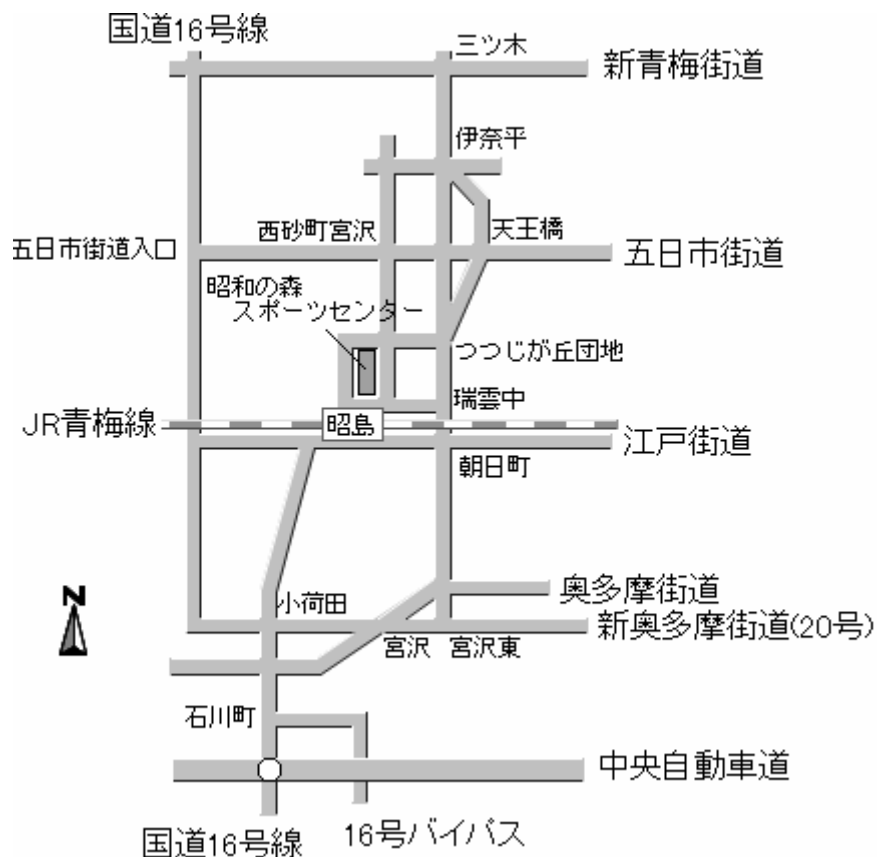 国道16号線
三ツ木
新青梅街道
伊奈平
西砂町宮沢
天王橋
五日市街道入口
五日市街道
昭和の森
スポーツセンター
つつじが丘団地
瑞雲中
JR青梅線
昭島
江戸街道
朝日町
N
小荷田
奥多摩街道
新奥多摩街道(20号)
宮沢
宮沢東
石川町
中央自動車道
国道16号線
16号バイパス